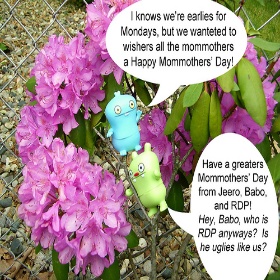 I knows we're earlies for
Mondays, but we wanteted to
wishers all the mommothers
a Happy Mommothers' Day!
Have a greaters
Mommothers' Day
from Jeero, Babo,
and RDP!
Hey, Babo, who is
RDP anyways? Is
he uglies like us?